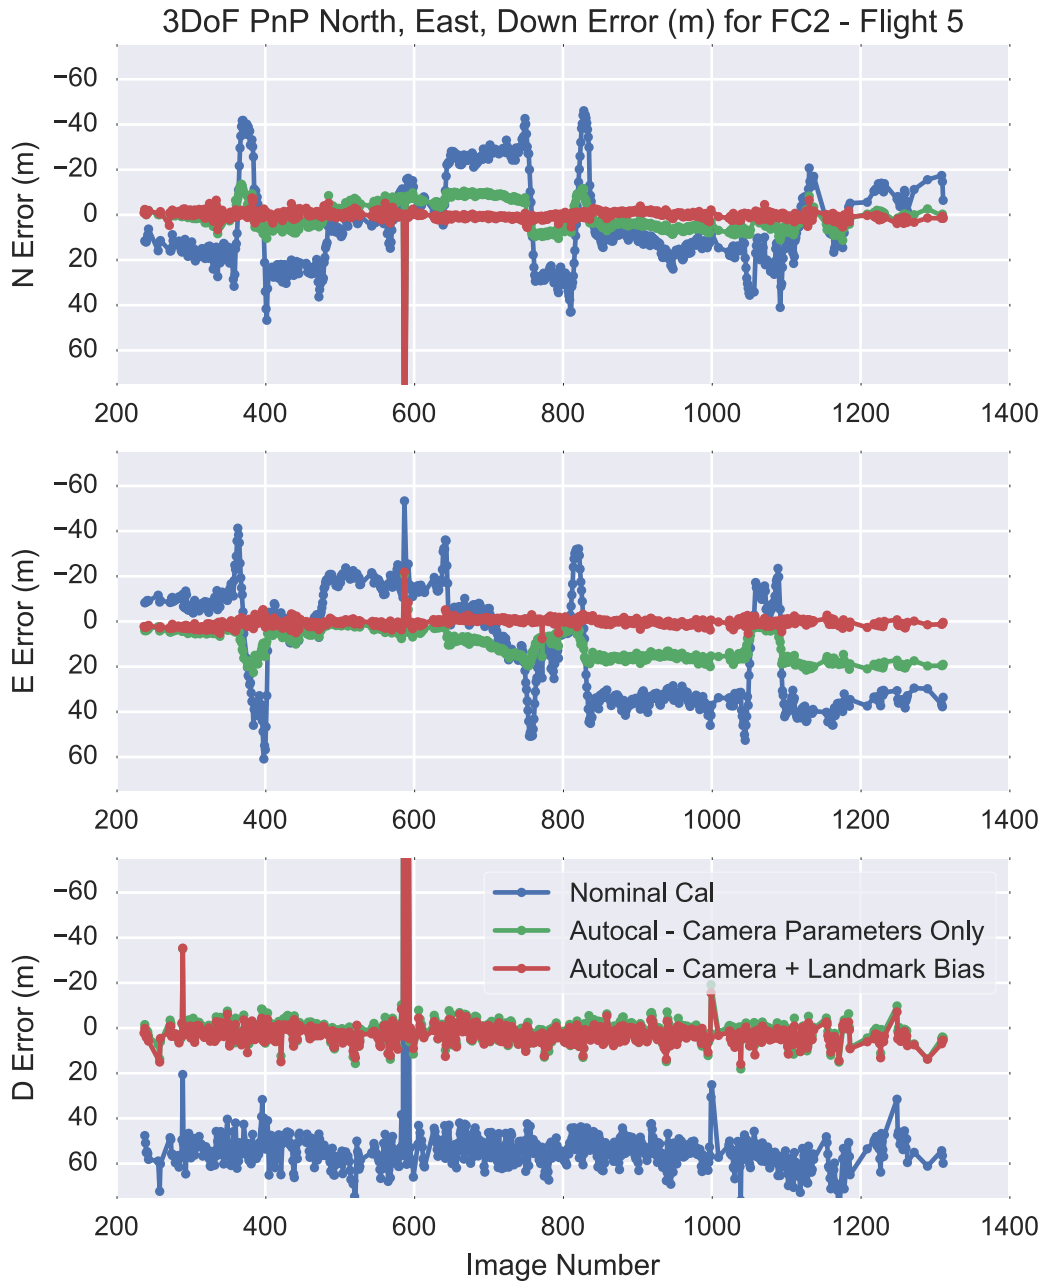 3DoF PnP North, East, Down Error (m) for FC2 - Flight 5
N Error (m)
−60
−40
−20
0
20
40
60
200 400 600 800 1000 1200 1400
E Error (m)
−60
−40
−20
0
20
40
60
200 400 600 800 1000 1200 1400
D Error (m)
−60
−40
−20
0
20
40
60
Nominal Cal
Autocal - Camera Parameters Only
Autocal - Camera + Landmark Bias
200 400 600 800 1000 1200 1400
Image Number